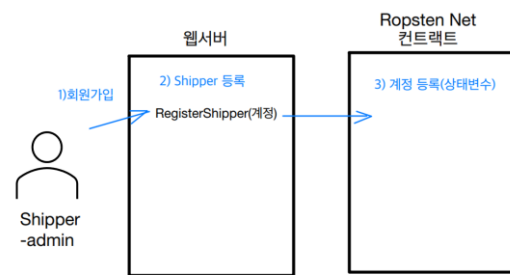 웹서버
Ropsten Net
컨트랙트
1)회원가입
2) Shipper 등록
RegisterShipper(계정)
3) 계정 등록(상태변수)
Shipper
-admin